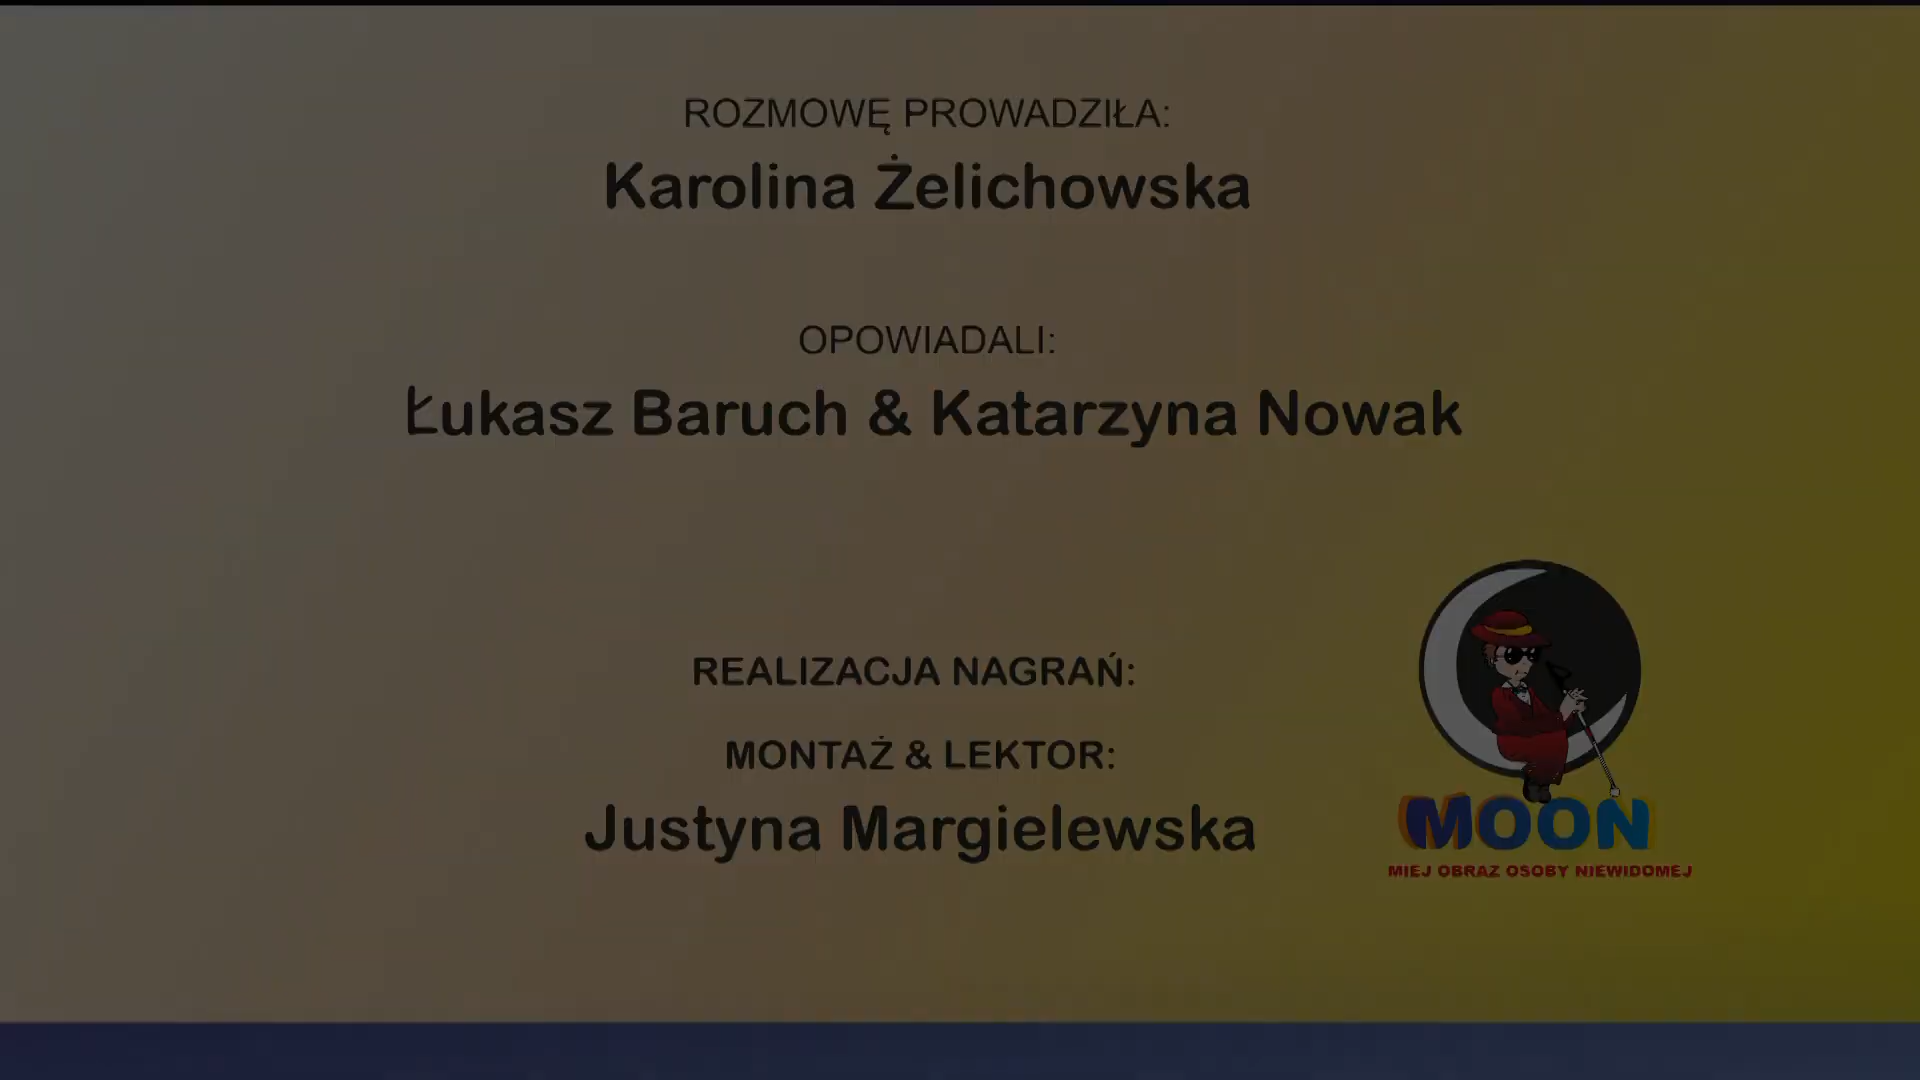 ROZMOWĘ PROWADZIŁA:
Karolina Żelichowska
OPOWIADALI:
Łukasz Baruch & Katarzyna Nowak
REALIZACJA NAGRAŃ:
MONTAŻ & LEKTOR:
Justyna Margielewska
MOON
MIEJ OBRAZ OSOBY NIEWIDOMEJ